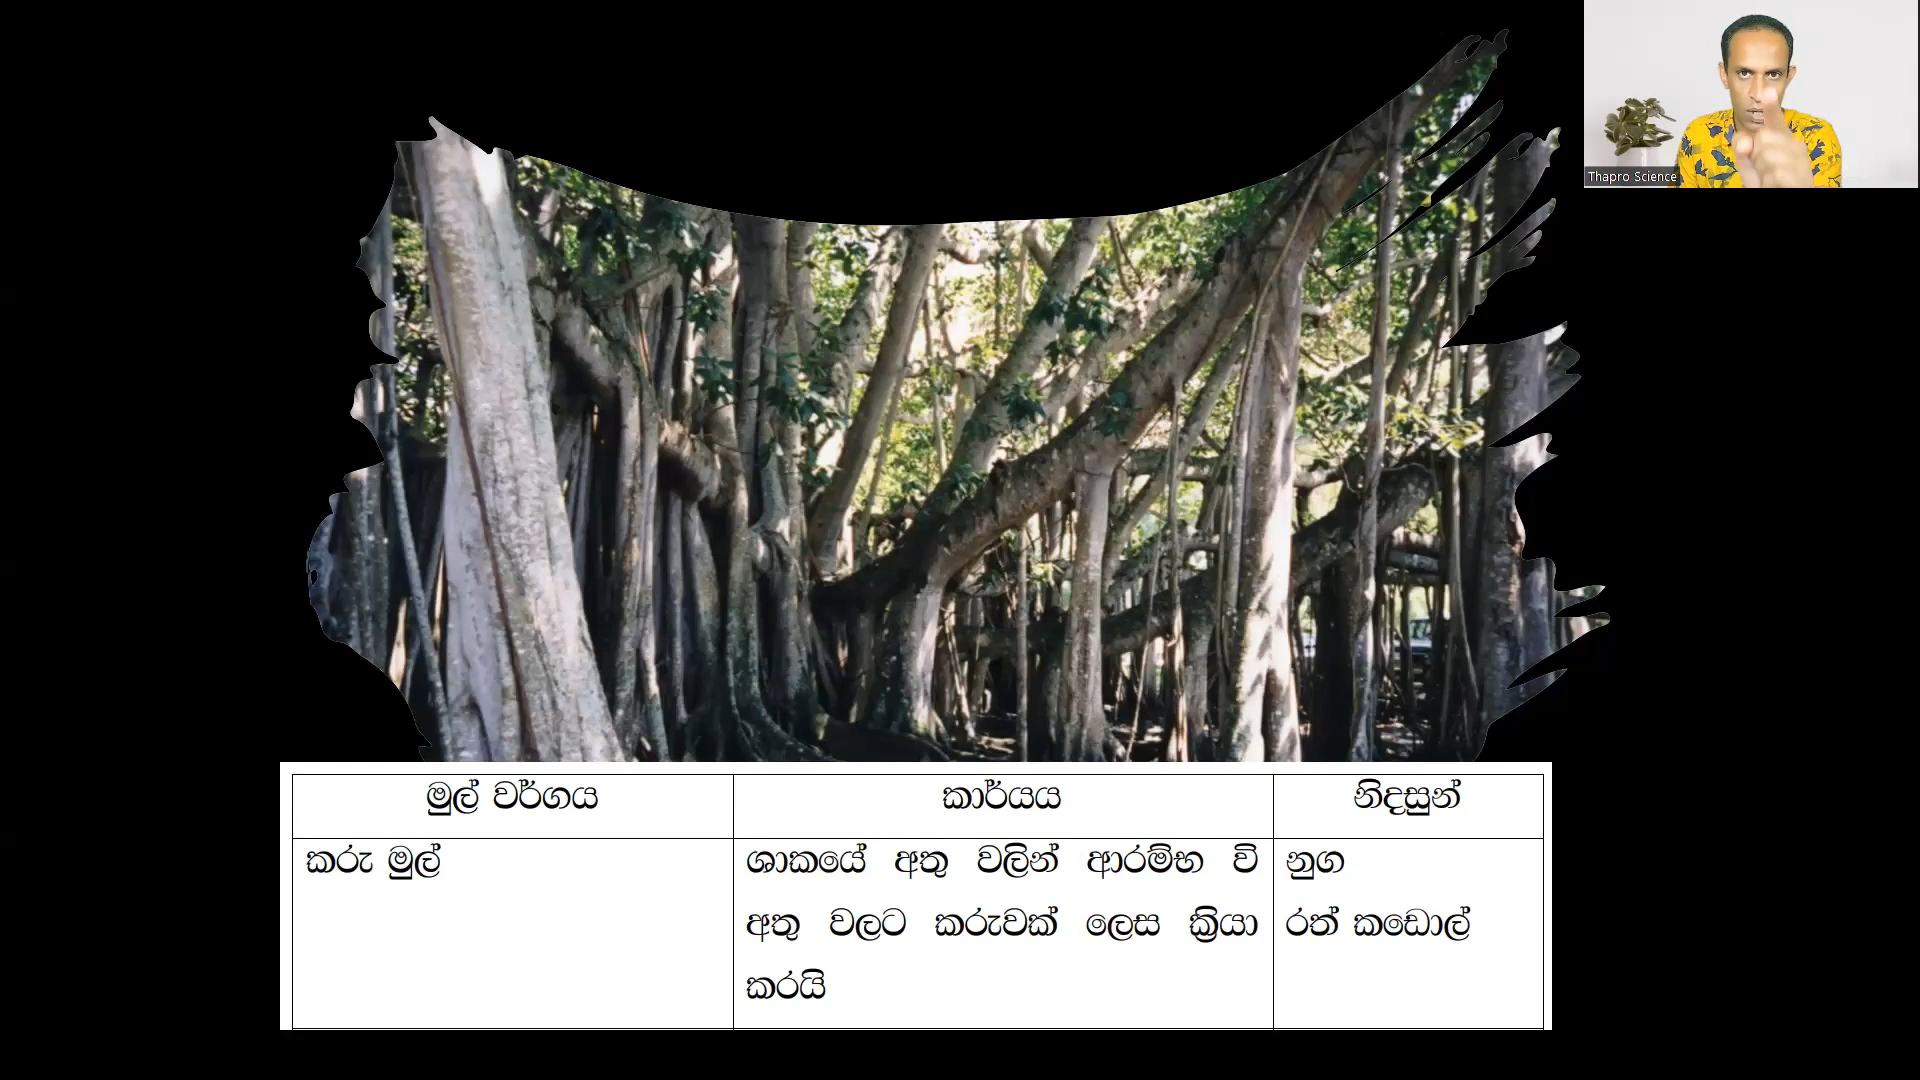 Thapro Science
මුල් වර්ගය කාර්යය නිදසුන්
කරු මුල් ශාකයේ අතු වලින් ආරම්භ වි නුග
අතු වලට කරුවක් ලෙස ක්‍රියා රත් කඩොල්
කරයි